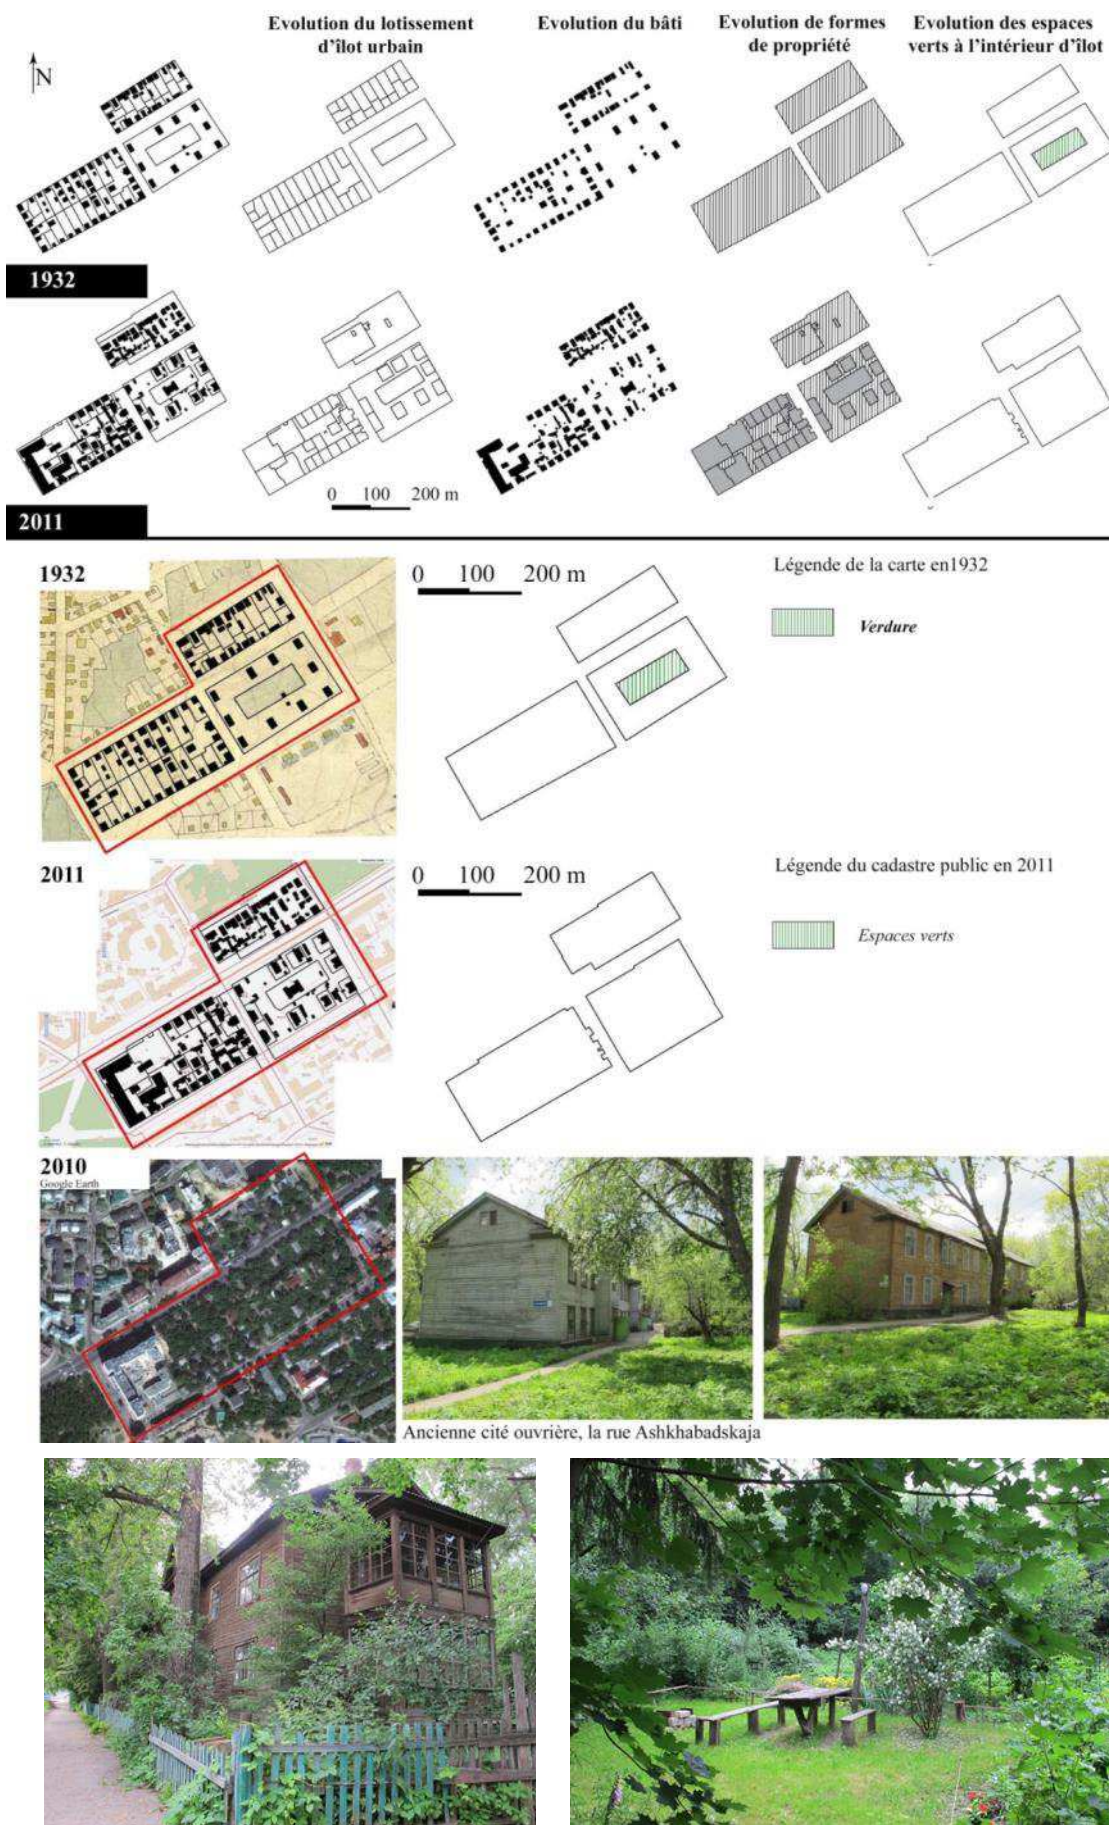 Evolution du lotissement
d'îlot urbain
Evolution du bâti
Evolution de formes
de propriété
Evolution des espaces
verts à l'intérieur d'îlot
N
1932
0 100 200 m
2011
1932
0 100 200 m
Légende de la carte en1932
Verdure
2011
0 100 200 m
Légende du cadastre public en 2011
Espaces verts
2010
Google Earth
Ancienne cité ouvrière, la rue Ashkhabadskaja